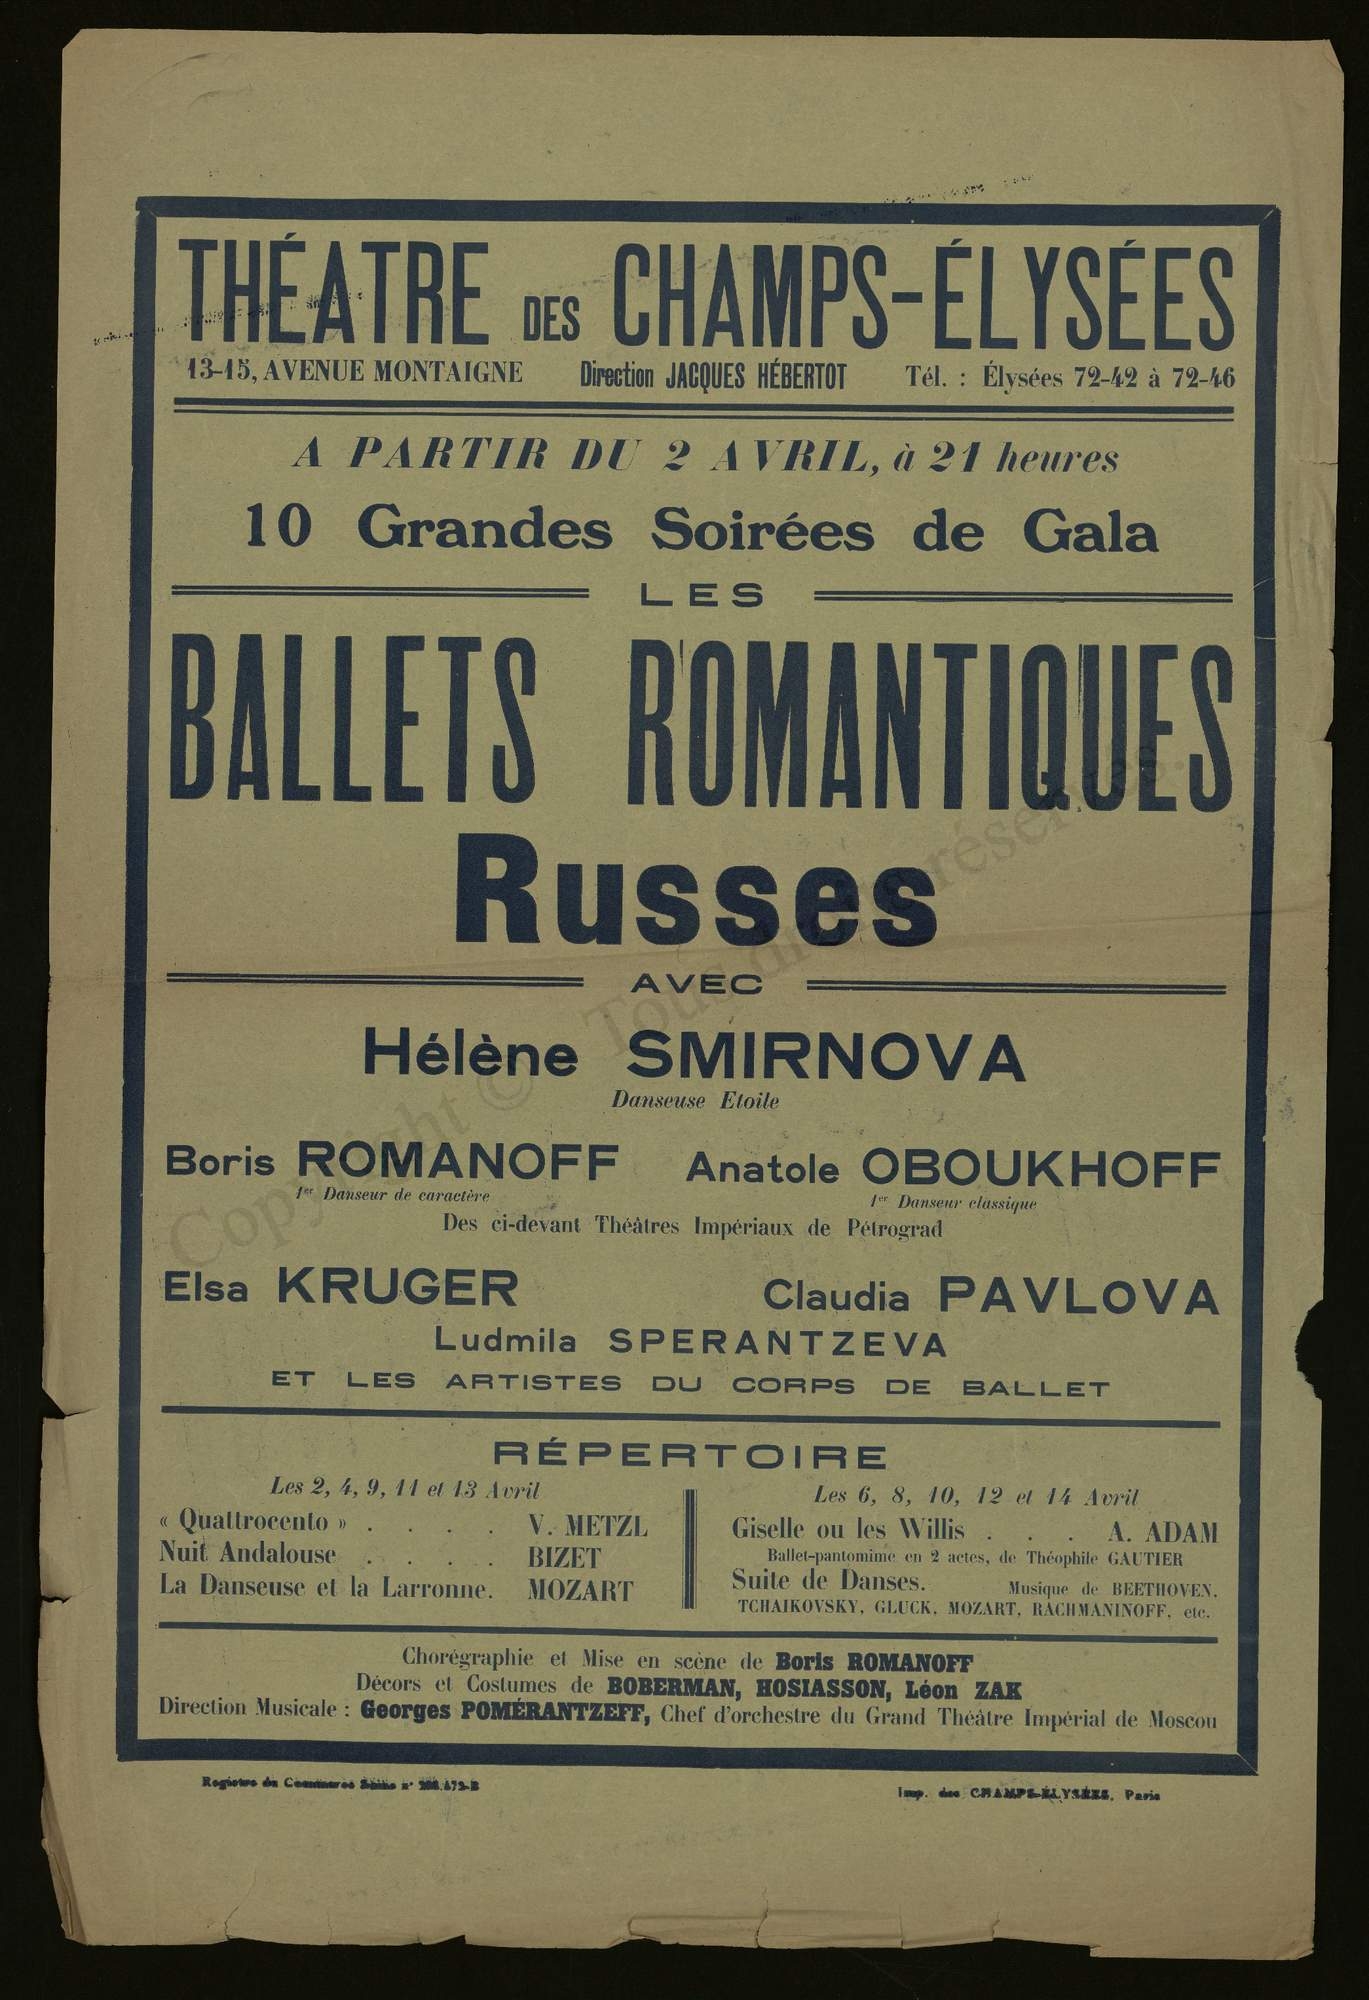 THÉATRE DES CHAMPS-ÉLYSÉES
13-15, AVENUE MONTAIGNE Direction JACQUES HÉBERTOT Tél. : Élysées 72-42 à 72-46
A PARTIR DU 2 AVRIL, à 21 heures
10 Grandes Soirées de Gala
LES
BALLETS ROMANTIQUES
Russes
AVEC
Hélène SMIRNOVA
Danseuse Etoile
Boris ROMANOFF Anatole OBOUKHOFF
1er Danseur de caractère 1er Danseur classique
Des ci-devant Théâtres Impériaux de Pétrograd
Elsa KRUGER Claudia PAVLOVA
Ludmila SPERANTZEVA
ET LES ARTISTES DU CORPS DE BALLET
RÉPERTOIRE
Les 2, 4, 9, 11 et 13 Avril
« Quattrocento » . . . . V. METZL
Nuit Andalouse . . . . BIZET
La Danseuse et la Larronne. MOZART
Les 6, 8, 10, 12 et 14 Avril
Giselle ou les Willis . . . A. ADAM
Ballet-pantomime en 2 actes, de Théophile GAUTIER
Suite de Danses. Musique de BEETHOVEN,
TCHAIKOVSKY, GLUCK, MOZART, RACHMANINOFF, etc.
Chorégraphie et Mise en scène de Boris ROMANOFF
Décors et Costumes de BOBERMAN, HOSIASSON, Léon ZAK
Direction Musicale : Georges POMÉRANTZEFF, Chef d'orchestre du Grand Théâtre Impérial de Moscou
Registre du Commerce Seine n°
Imp. des CHAMPS-ÉLYSÉES, Paris
Copyright © Tous droits réservés.